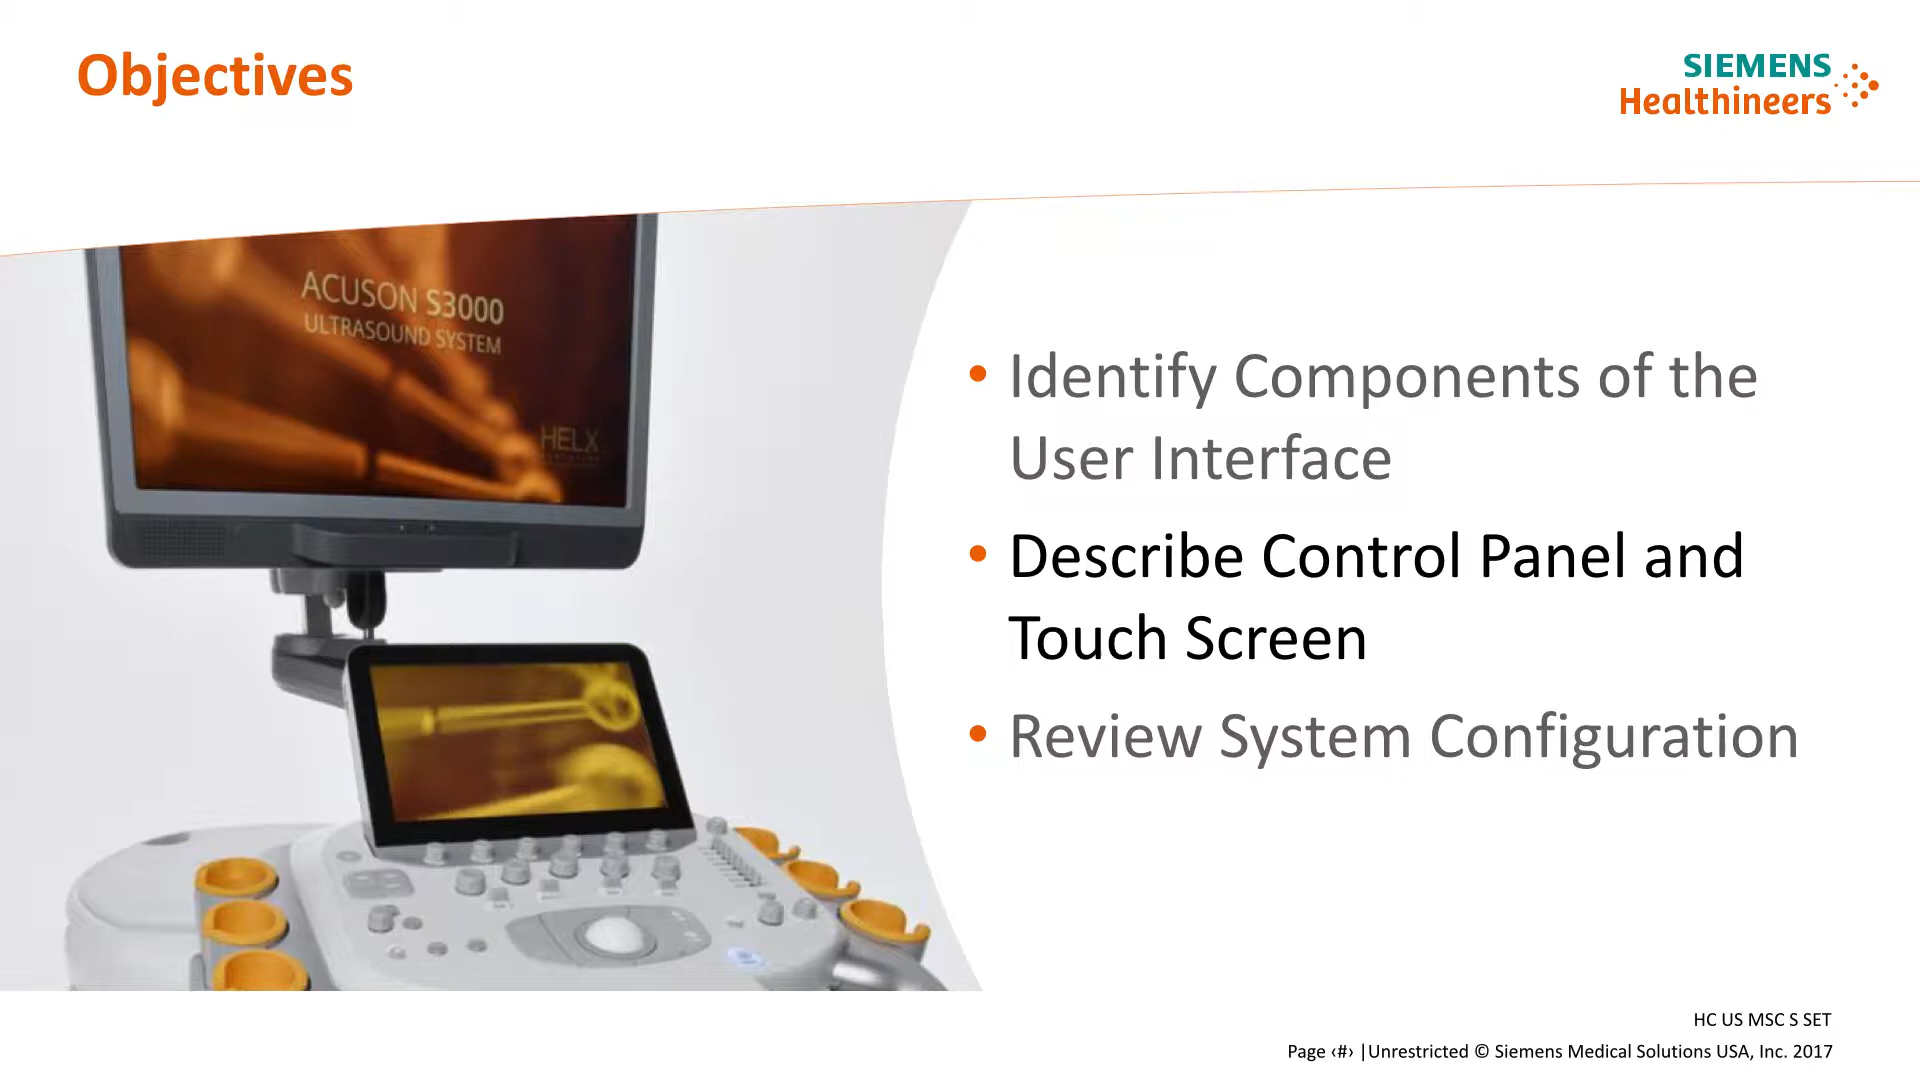 Objectives
SIEMENS
Healthineers
ACUSON S3000
ULTRASOUND SYSTEM
HELX
• Identify Components of the
User Interface
• Describe Control Panel and
Touch Screen
• Review System Configuration
HC US MSC S SET
Page ‹#› |Unrestricted © Siemens Medical Solutions USA, Inc. 2017